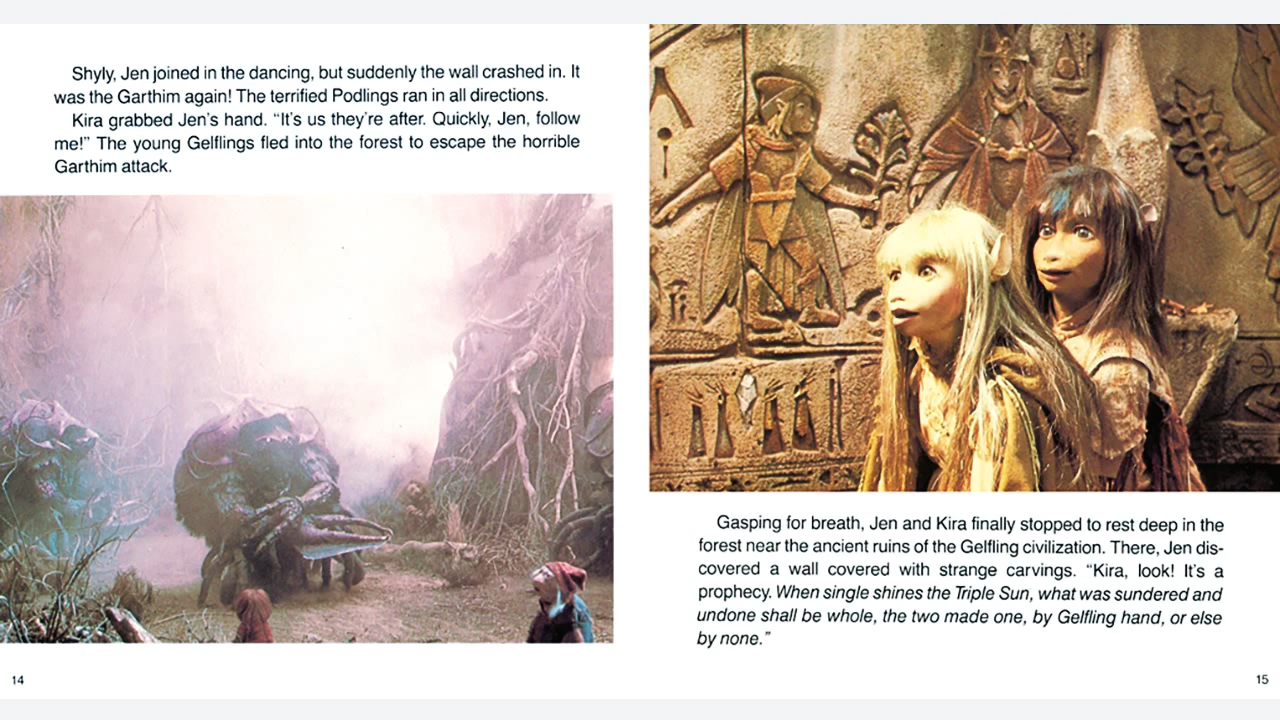 Shyly, Jen joined in the dancing, but suddenly the wall crashed in. It
was the Garthim again! The terrified Podlings ran in all directions.
Kira grabbed Jen's hand. "It's us they're after. Quickly, Jen, follow
me!" The young Gelflings fled into the forest to escape the horrible
Garthim attack.
14
Gasping for breath, Jen and Kira finally stopped to rest deep in the
forest near the ancient ruins of the Gelfling civilization. There, Jen dis-
covered a wall covered with strange carvings. "Kira, look! It's a
prophecy. When single shines the Triple Sun, what was sundered and
undone shall be whole, the two made one, by Gelfling hand, or else
by none."
15